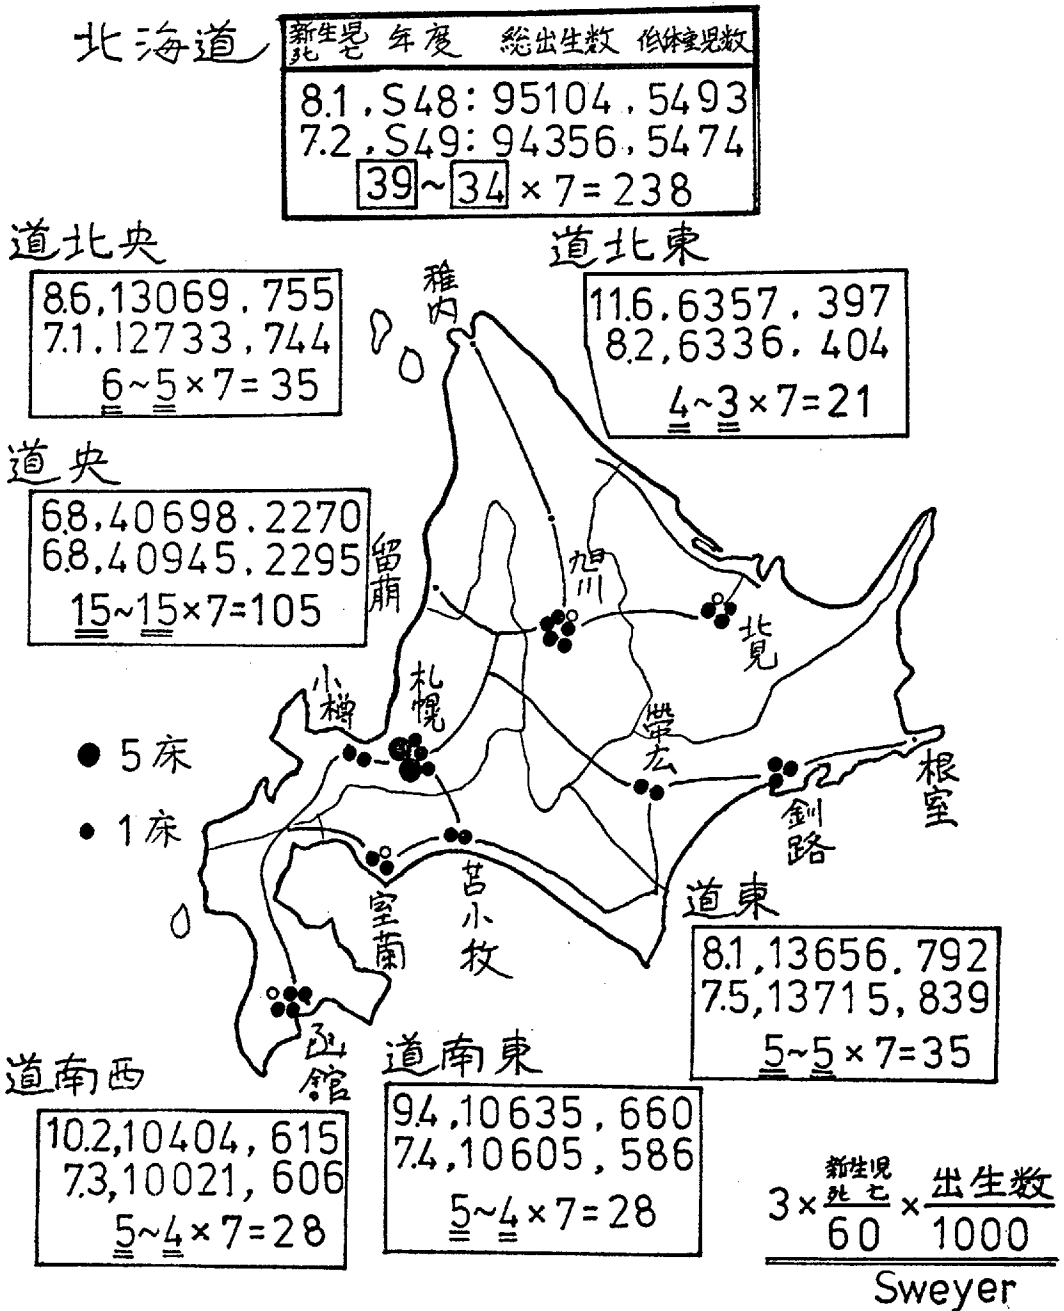 北海道
新生児死亡 年度 総出生数 低体重児数
8.1, S48: 95104, 5493
7.2, S49: 94356, 5474
39~34×7=238
道北央
8.6, 13069, 755
7.1, 12733, 744
6~5×7=35
道北東
11.6, 6357, 397
8.2, 6336, 404
4~3×7=21
稚内
道央
6.8, 40698, 2270
6.8, 40945, 2295
15~15×7=105
留萠
旭川
北見
小樽
札幌
帯広
根室
釧路
5床
1床
室蘭
苫小牧
函館
道東
8.1, 13656, 792
7.5, 13715, 839
5~5×7=35
道南西
10.2, 10404, 615
7.3, 10021, 606
5~4×7=28
道南東
9.4, 10635, 660
7.4, 10605, 586
5~4×7=28
3×新生児死亡/60×出生数/1000
Swyer